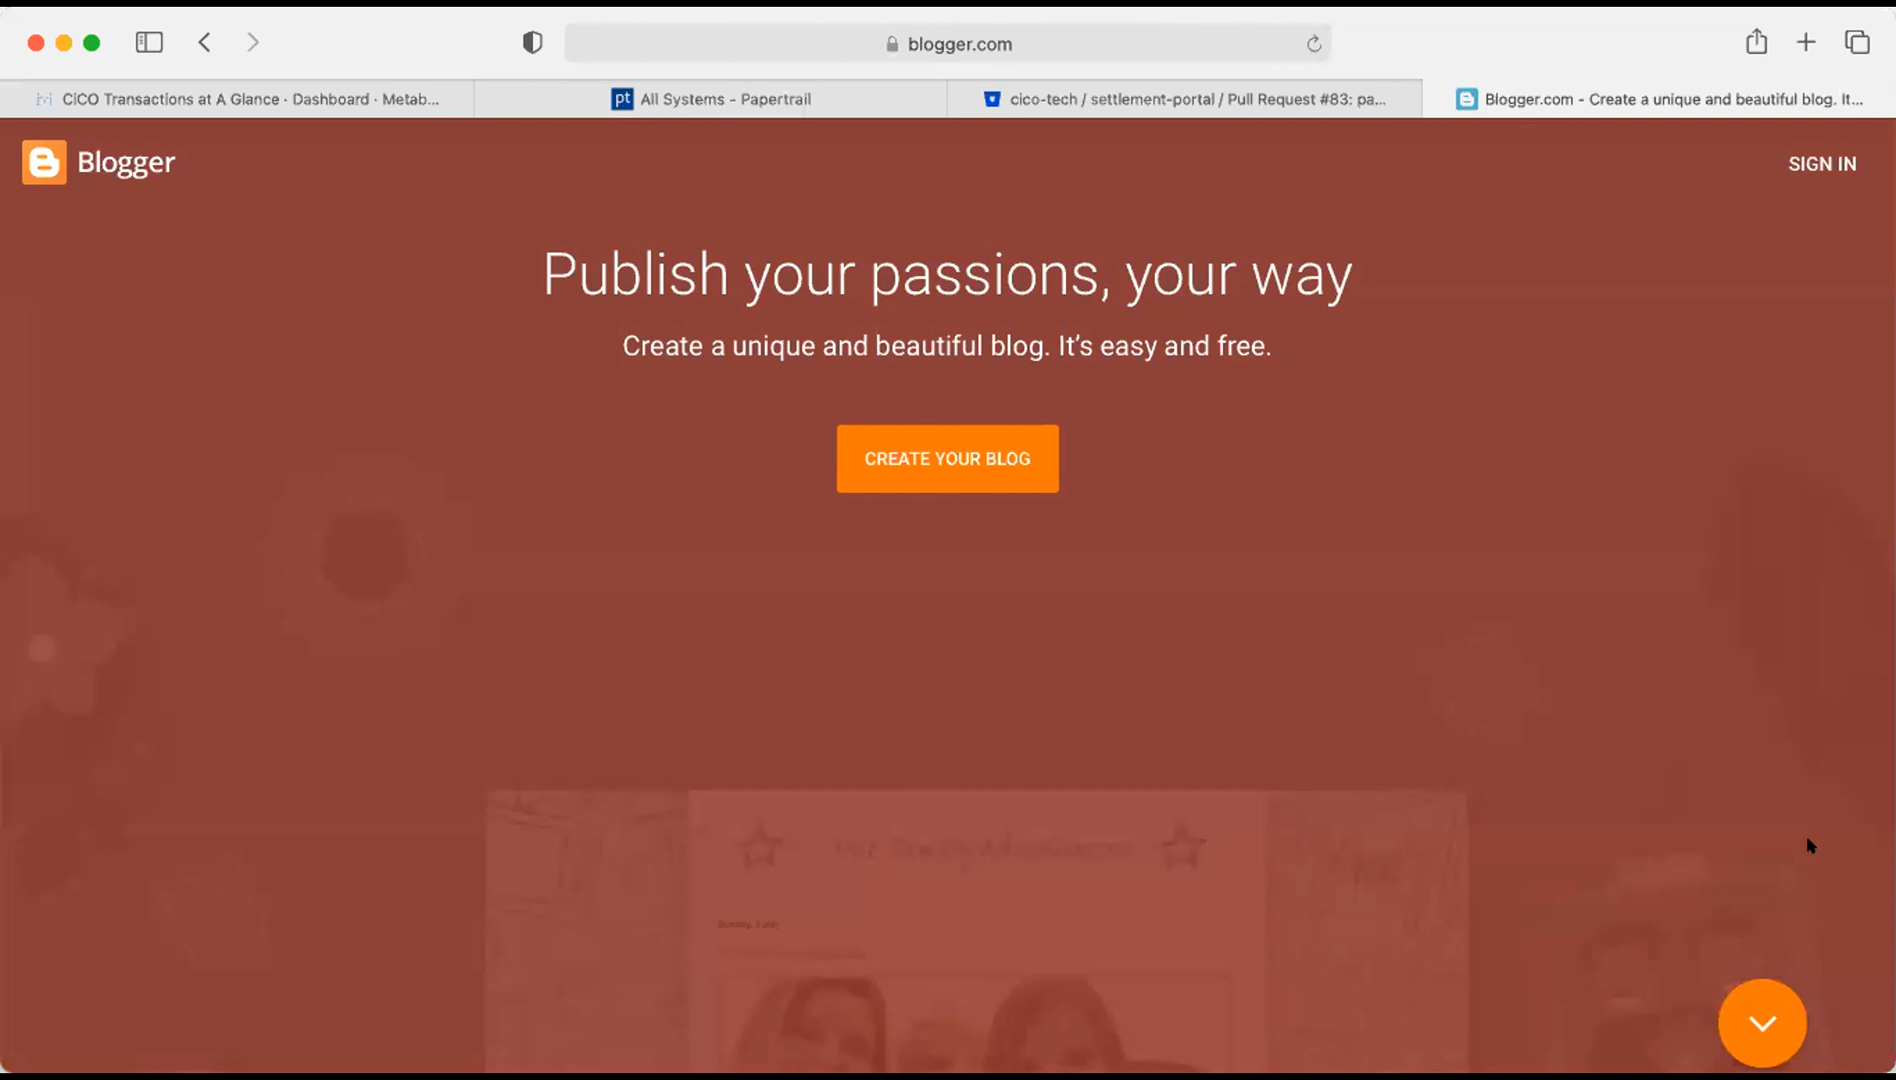 blogger.com
CiCO Transactions at A Glance · Dashboard · Metab...
pt All Systems - Papertrail
cico-tech / settlement-portal / Pull Request #83: pa...
Blogger.com - Create a unique and beautiful blog. It...
Blogger
SIGN IN
Publish your passions, your way
Create a unique and beautiful blog. It's easy and free.
CREATE YOUR BLOG